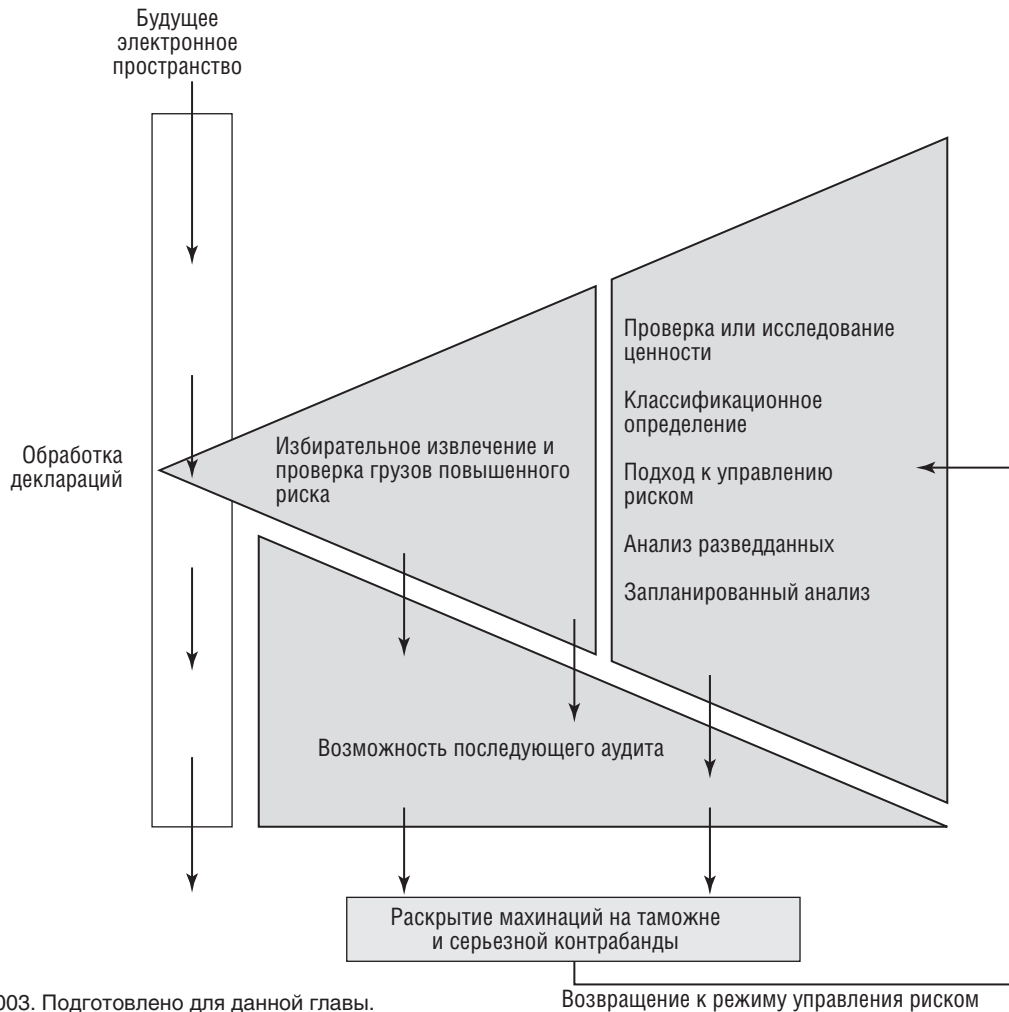 Будущее
электронное
пространство
Обработка
деклараций
Избирательное извлечение и
проверка грузов повышенного
риска
Проверка или исследование
ценности
Классификационное
определение
Подход к управлению
риском
Анализ разведданных
Запланированный анализ
Возможность последующего аудита
Раскрытие махинаций на таможне
и серьезной контрабанды
Возвращение к режиму управления риском
003. Подготовлено для данной главы.